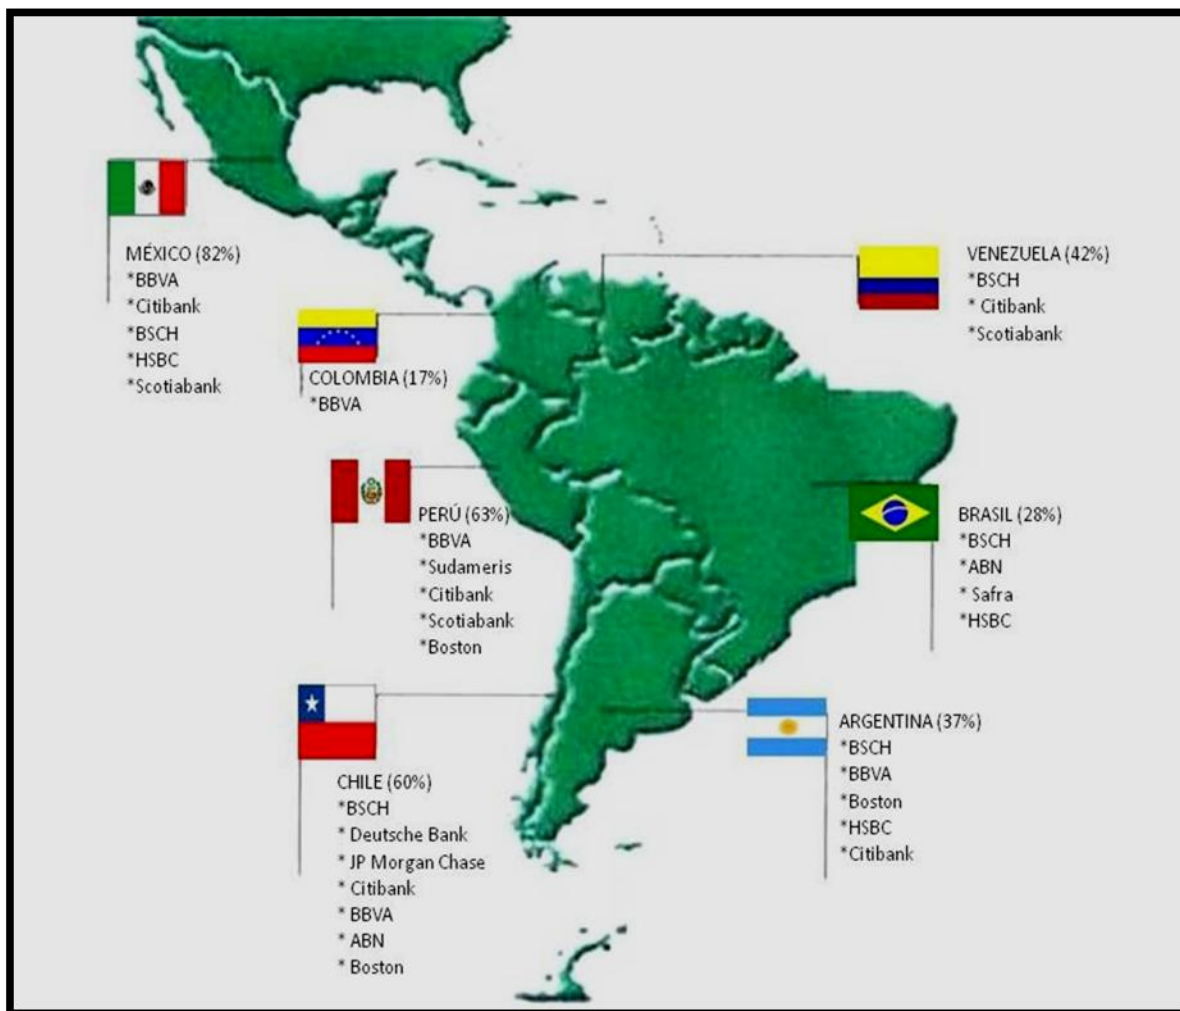 MÉXICO (82%)
*BBVA
*Citibank
*BSCH
*HSBC
*Scotiabank
VENEZUELA (42%)
*BSCH
* Citibank
*Scotiabank
COLOMBIA (17%)
*BBVA
PERÚ (63%)
*BBVA
*Sudameris
*Citibank
*Scotiabank
*Boston
BRASIL (28%)
*BSCH
*ABN
* Safra
*HSBC
CHILE (60%)
*BSCH
* Deutsche Bank
* JP Morgan Chase
* Citibank
* BBVA
* ABN
* Boston
ARGENTINA (37%)
*BSCH
*BBVA
*Boston
*HSBC
*Citibank